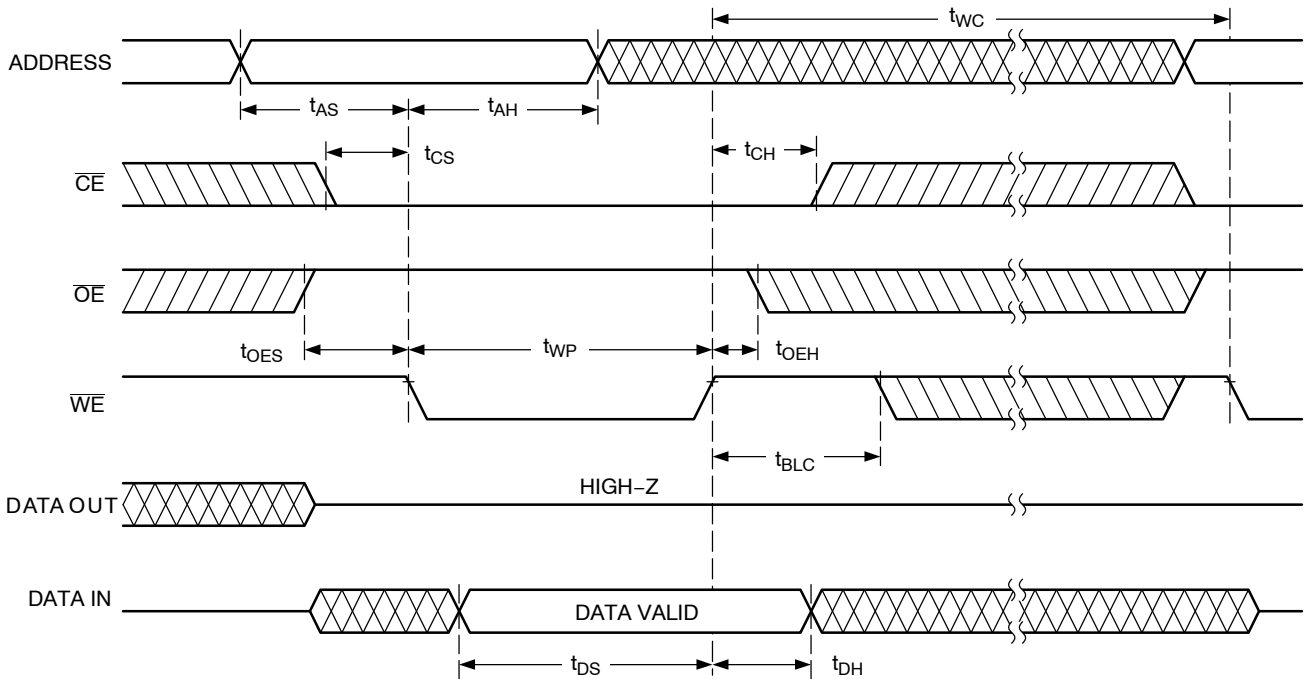 tWC
ADDRESS
tAS
tAH
tCS
tCH
CE
OE
tOES
tWP
tOEH
WE
tBLC
HIGH–Z
DATA OUT
DATA IN
DATA VALID
tDS
tDH